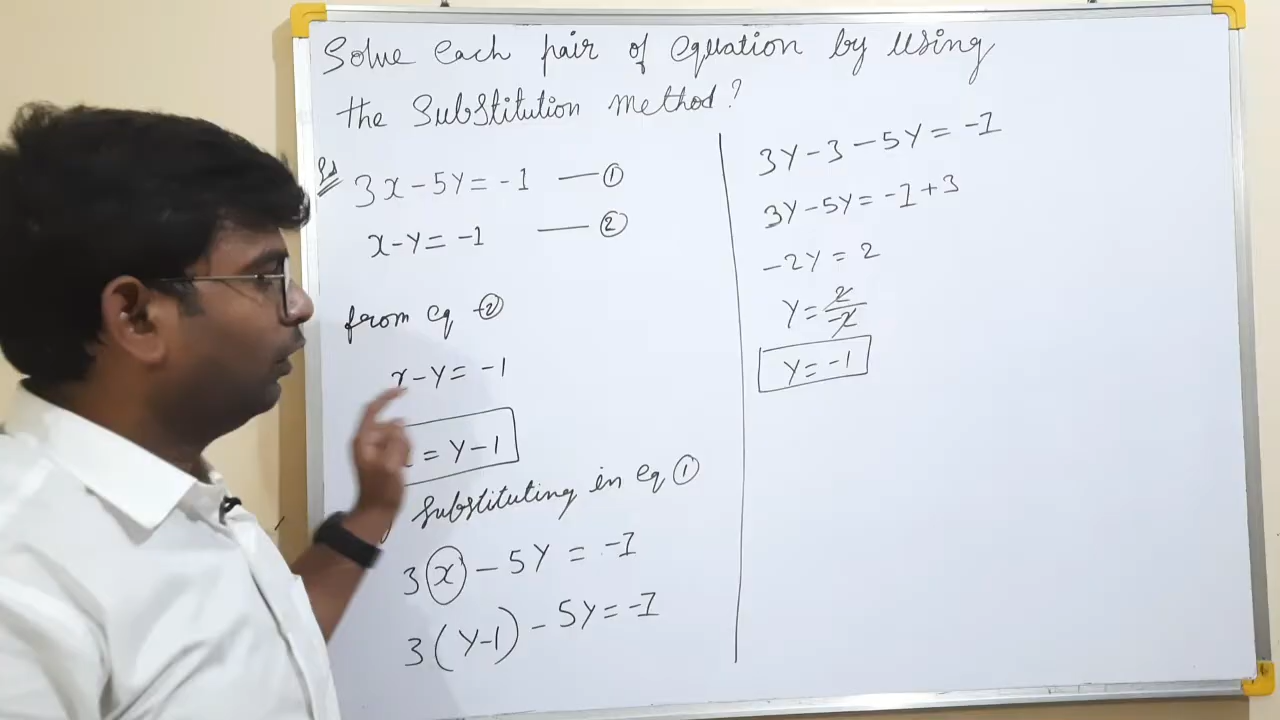 Solve each pair of equation by using
the substitution method?
3x - 5y = -1 — ①
x - y = -1 — ②
from eq ②
x - y = -1
= y - 1
Substituting in eq ①
3x - 5y = -1
3(y-1) - 5y = -1
3y - 3 - 5y = -1
3y - 5y = -1 + 3
-2y = 2
y = 2/2
y = -1